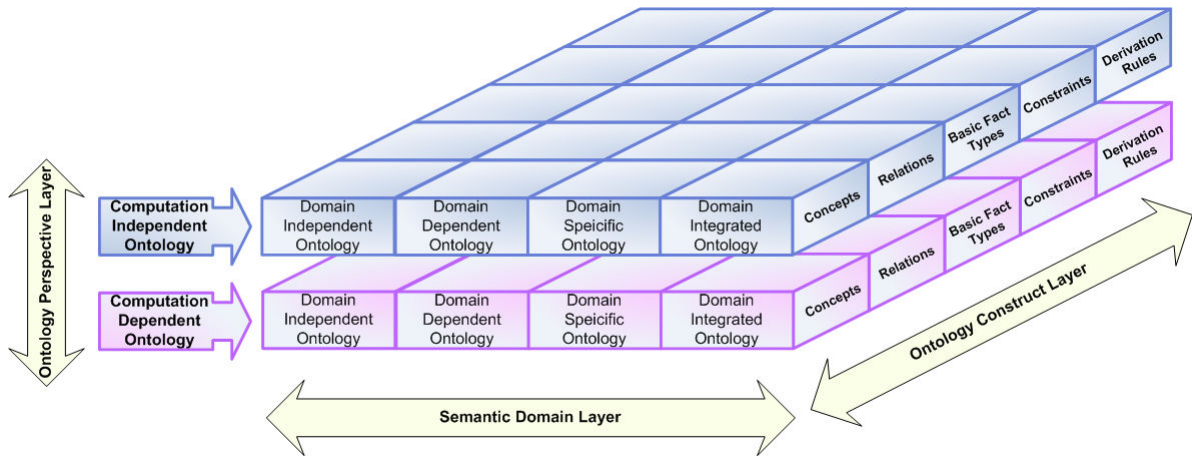 Ontology Perspective Layer
Computation
Independent
Ontology
Domain
Independent
Ontology
Domain
Dependent
Ontology
Domain
Speicific
Ontology
Domain
Integrated
Ontology
Concepts
Relations
Basic Fact
Types
Constraints
Derivation
Rules
Computation
Dependent
Ontology
Domain
Independent
Ontology
Domain
Dependent
Ontology
Domain
Speicific
Ontology
Domain
Integrated
Ontology
Concepts
Relations
Basic Fact
Types
Constraints
Derivation
Rules
Semantic Domain Layer
Ontology Construct Layer